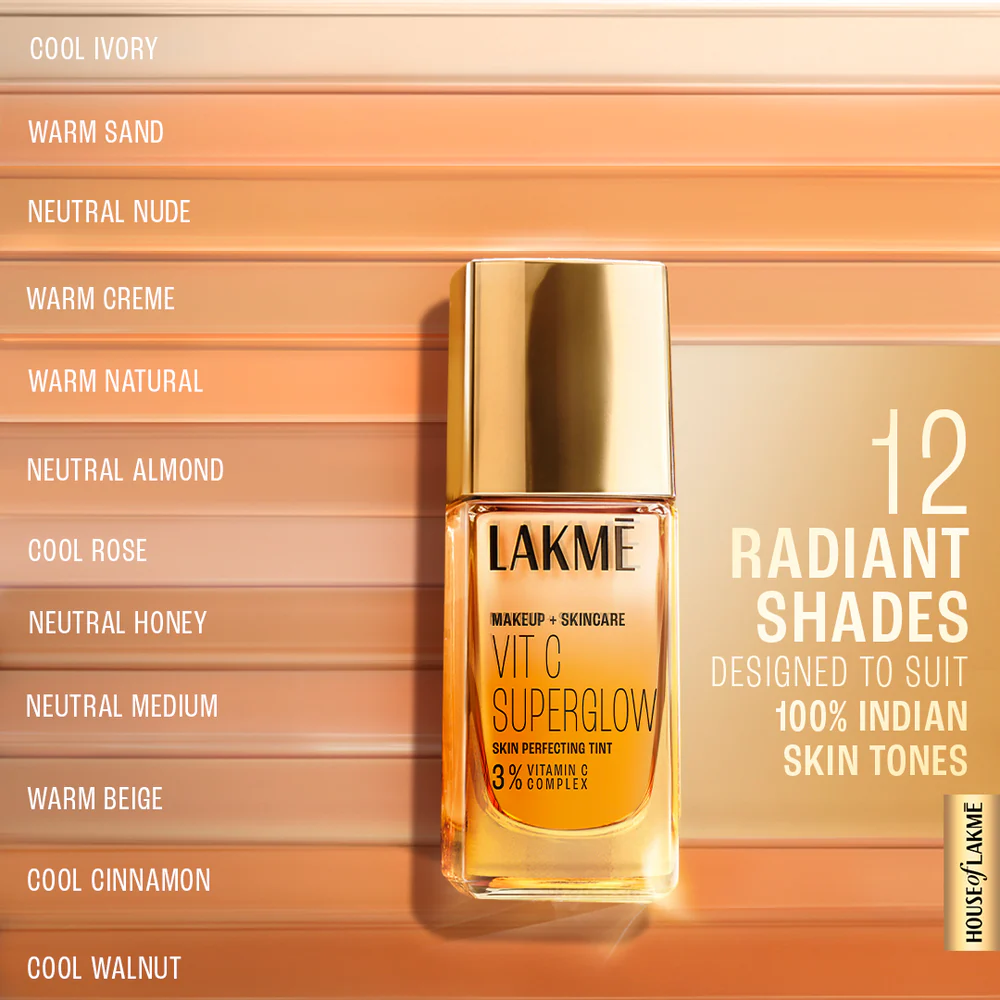 COOL IVORY
WARM SAND
NEUTRAL NUDE
WARM CREME
WARM NATURAL
NEUTRAL ALMOND
COOL ROSE
NEUTRAL HONEY
NEUTRAL MEDIUM
WARM BEIGE
COOL CINNAMON
COOL WALNUT
LAKMĒ
MAKEUP + SKINCARE
VIT C
SUPERGLOW
SKIN PERFECTING TINT
3% VITAMIN C
COMPLEX
12
RADIANT
SHADES
DESIGNED TO SUIT
100% INDIAN
SKIN TONES
HOUSE of LAKMĒ